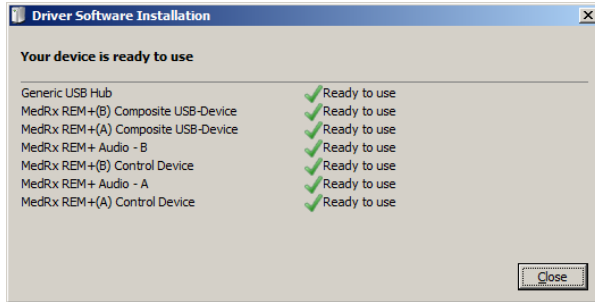 Driver Software Installation
Your device is ready to use
Generic USB Hub Ready to use
MedRx REM+(B) Composite USB-Device Ready to use
MedRx REM+(A) Composite USB-Device Ready to use
MedRx REM+ Audio - B Ready to use
MedRx REM+(B) Control Device Ready to use
MedRx REM+ Audio - A Ready to use
MedRx REM+(A) Control Device Ready to use
Close